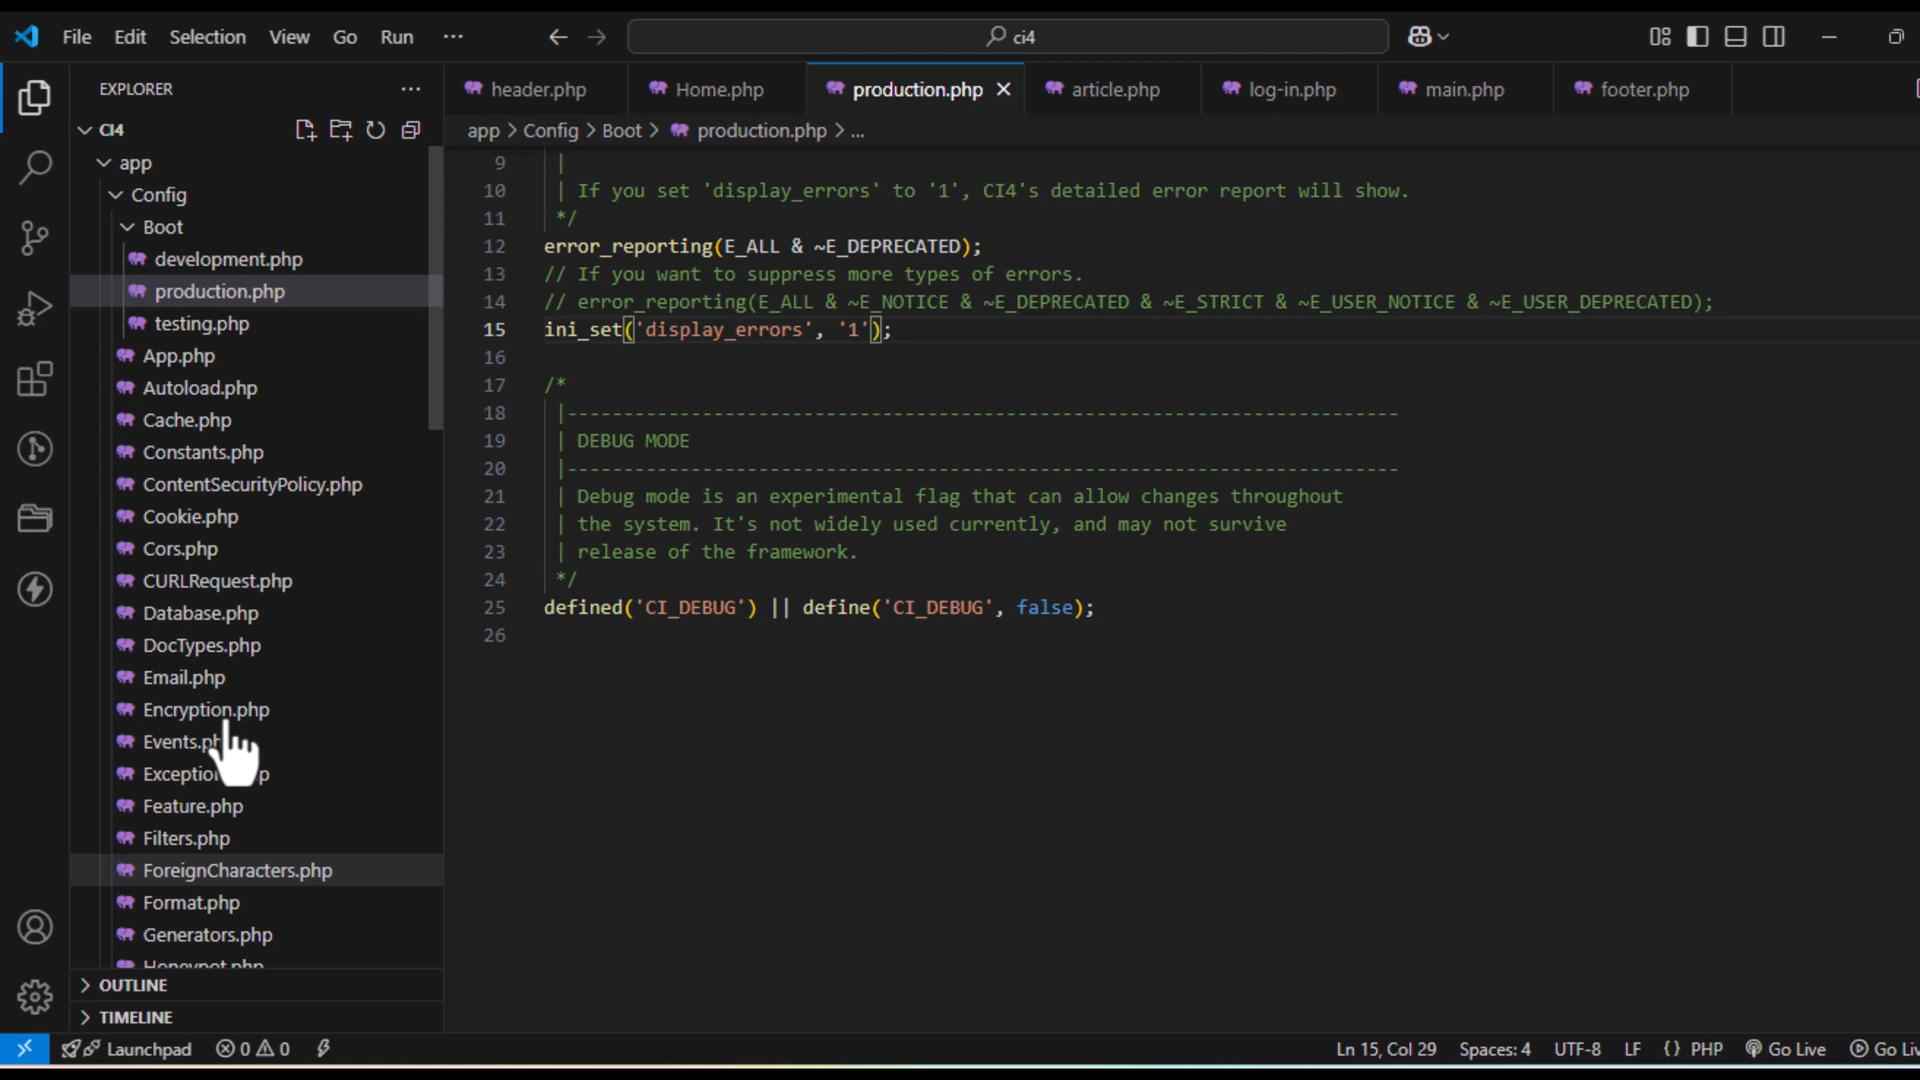 File Edit Selection View Go Run ···
ci4
EXPLORER ···
CI4
app
Config
Boot
development.php
production.php
testing.php
App.php
Autoload.php
Cache.php
Constants.php
ContentSecurityPolicy.php
Cookie.php
Cors.php
CURLRequest.php
Database.php
DocTypes.php
Email.php
Encryption.php
Feature.php
Filters.php
ForeignCharacters.php
Format.php
Generators.php
OUTLINE
TIMELINE
header.php Home.php production.php article.php log-in.php main.php footer.php
app > Config > Boot > production.php > ...
9 |
10 | If you set 'display_errors' to '1', CI4's detailed error report will show.
11 */
12 error_reporting(E_ALL & ~E_DEPRECATED);
13 // If you want to suppress more types of errors.
14 // error_reporting(E_ALL & ~E_NOTICE & ~E_DEPRECATED & ~E_STRICT & ~E_USER_NOTICE & ~E_USER_DEPRECATED);
15 ini_set('display_errors', '1');
16
17 /*
18 |--------------------------------------------------------------------------
19 | DEBUG MODE
20 |--------------------------------------------------------------------------
21 | Debug mode is an experimental flag that can allow changes throughout
22 | the system. It's not widely used currently, and may not survive
23 | release of the framework.
24 */
25 defined('CI_DEBUG') || define('CI_DEBUG', false);
26
Launchpad 0 0 Ln 15, Col 29 Spaces: 4 UTF-8 LF {} PHP Go Live Go